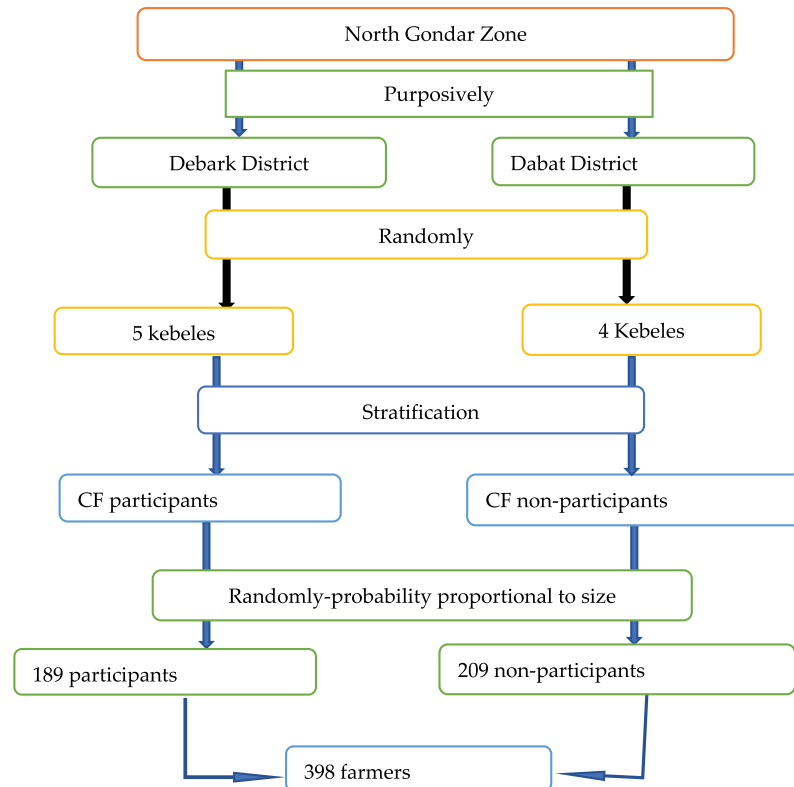 North Gondar Zone
Purposively
Debark District
Dabat District
Randomly
5 kebeles
4 Kebeles
Stratification
CF participants
CF non-participants
Randomly-probability proportional to size
189 participants
209 non-participants
398 farmers